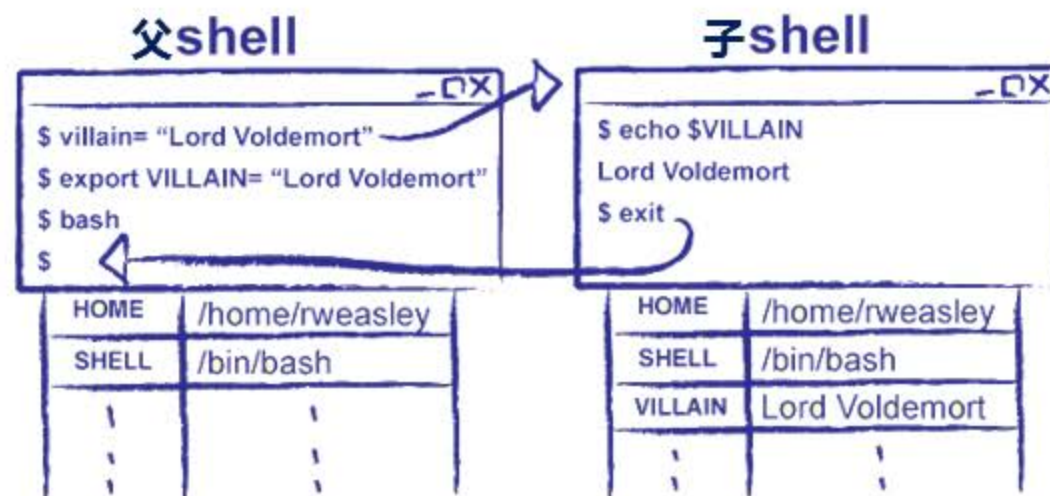 父shell
$ villain= “Lord Voldemort”
$ export VILLAIN= “Lord Voldemort”
$ bash
$
HOME /home/rweasley
SHELL /bin/bash
子shell
$ echo $VILLAIN
Lord Voldemort
$ exit
HOME /home/rweasley
SHELL /bin/bash
VILLAIN Lord Voldemort